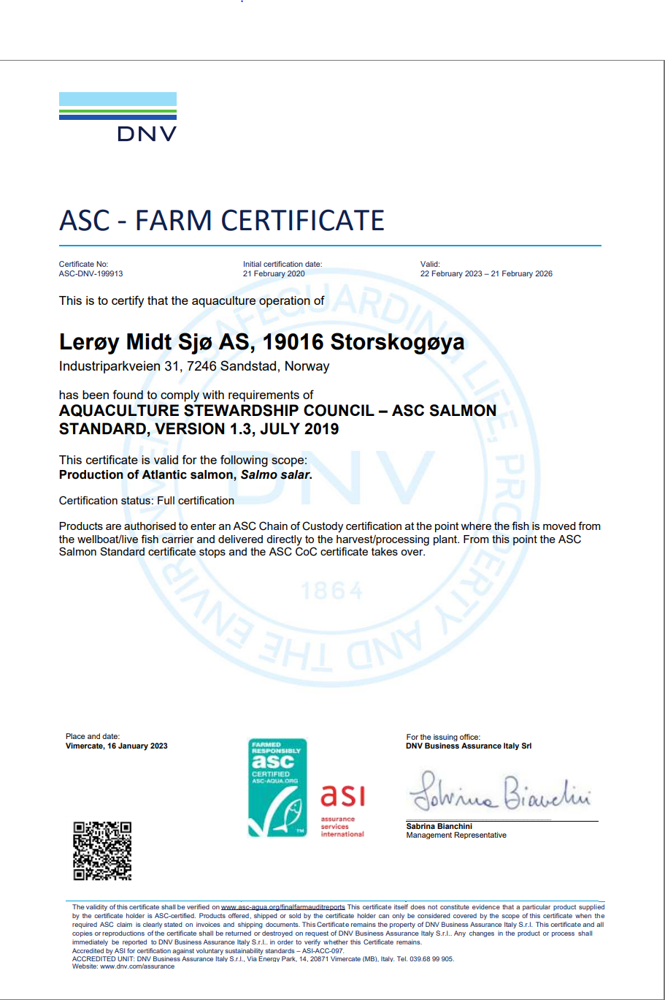 DNV
ASC - FARM CERTIFICATE
Certificate No:
ASC-DNV-199913
Initial certification date:
21 February 2020
Valid:
22 February 2023 – 21 February 2026
This is to certify that the aquaculture operation of
Lerøy Midt Sjø AS, 19016 Storskogøya
Industriparkveien 31, 7246 Sandstad, Norway
has been found to comply with requirements of
AQUACULTURE STEWARDSHIP COUNCIL – ASC SALMON
STANDARD, VERSION 1.3, JULY 2019
This certificate is valid for the following scope:
Production of Atlantic salmon, Salmo salar.
Certification status: Full certification
Products are authorised to enter an ASC Chain of Custody certification at the point where the fish is moved from
the wellboat/live fish carrier and delivered directly to the harvest/processing plant. From this point the ASC
Salmon Standard certificate stops and the ASC CoC certificate takes over.
SAFEGUARDING LIFE, PROPERTY AND THE ENVIRONMENT
DNV
1864
Place and date:
Vimercate, 16 January 2023
FARMED
RESPONSIBLY
asc
CERTIFIED
ASC-AQUA.ORG
TM
asi
assurance
services
international
For the issuing office:
DNV Business Assurance Italy Srl
Sabrina Bianchini
Sabrina Bianchini
Management Representative
The validity of this certificate shall be verified on www.asc-aqua.org/finalfarmauditreports This certificate itself does not constitute evidence that a particular product supplied
by the certificate holder is ASC-certified. Products offered, shipped or sold by the certificate holder can only be considered covered by the scope of this certificate when the
required ASC claim is clearly stated on invoices and shipping documents. This Certificate remains the property of DNV Business Assurance Italy S.r.l. This certificate and all
copies or reproductions of the certificate shall be returned or destroyed on request of DNV Business Assurance Italy S.r.l.. Any changes in the product or process shall
immediately be reported to DNV Business Assurance Italy S.r.l.. in order to verify whether this Certificate remains.
Accredited by ASI for certification against voluntary sustainability standards – ASI-ACC-097.
ACCREDITED UNIT: DNV Business Assurance Italy S.r.l., Via Energy Park, 14, 20871 Vimercate (MB), Italy. Tel. 039.68 99 905.
Website: www.dnv.com/assurance